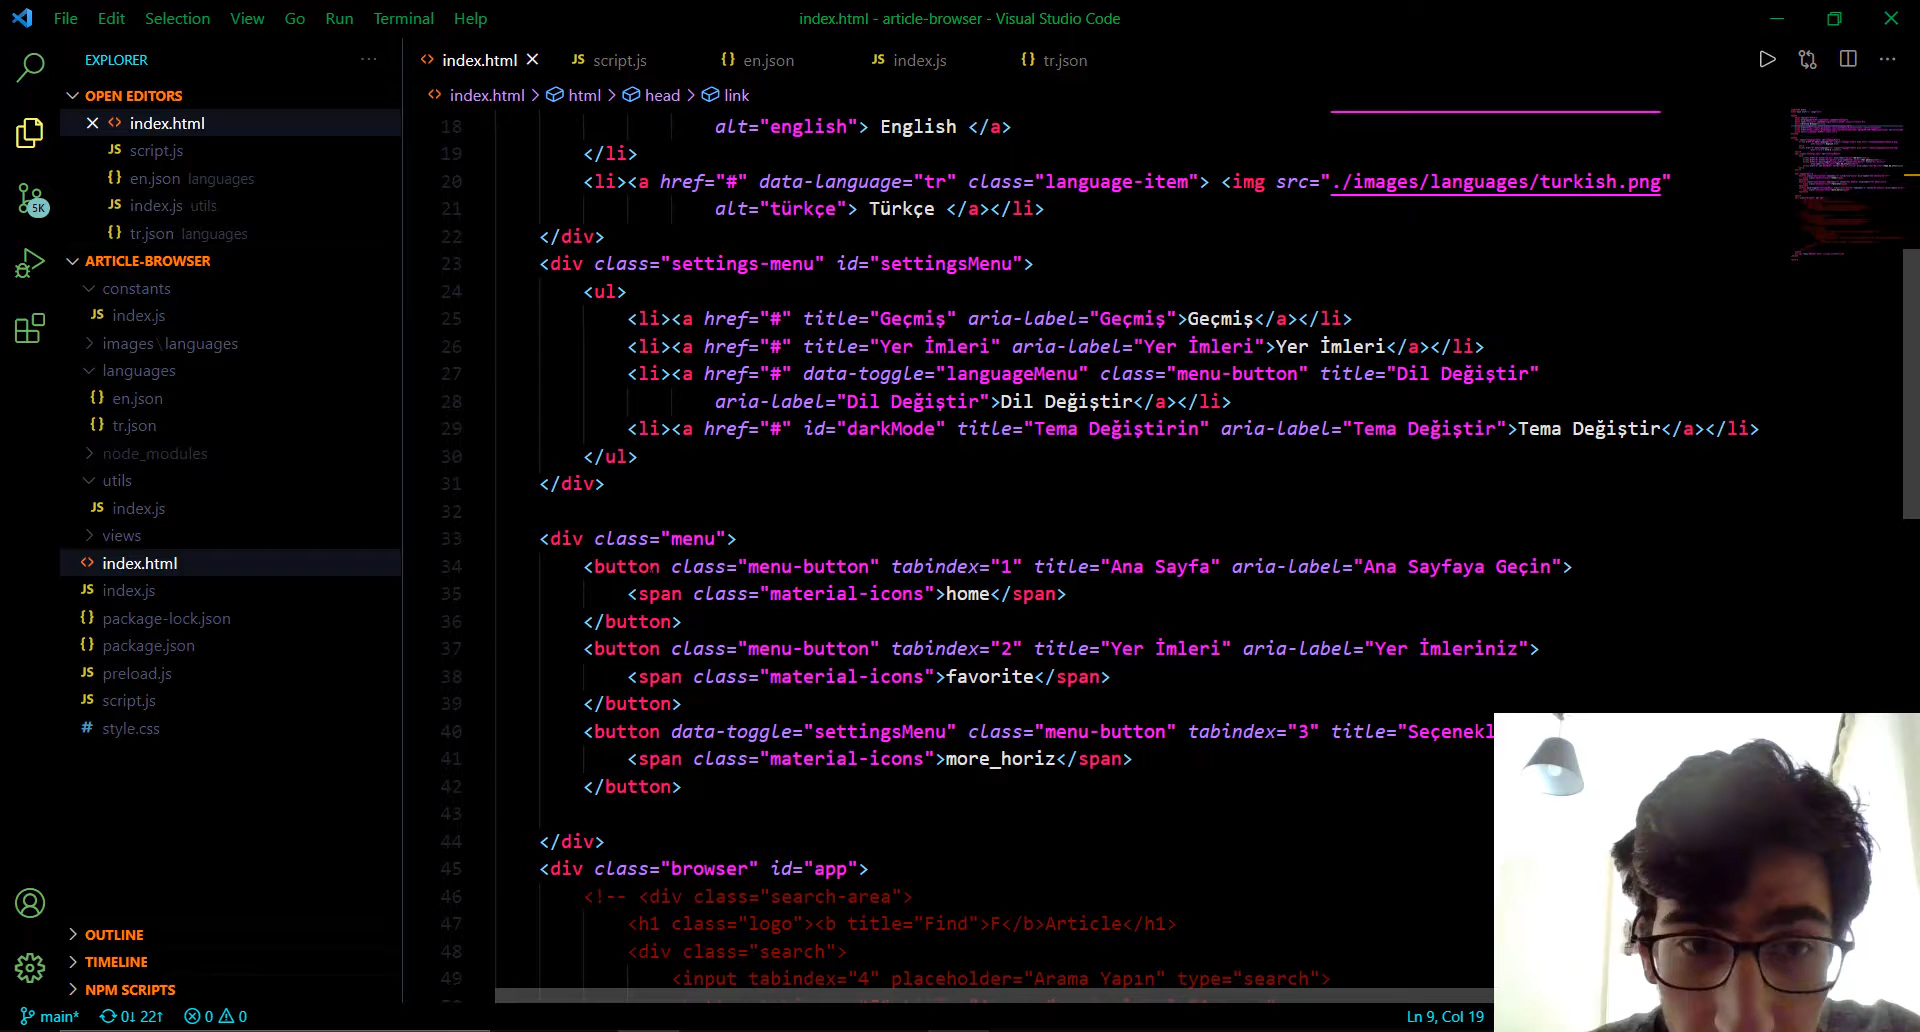 File Edit Selection View Go Run Terminal Help
index.html - article-browser - Visual Studio Code
EXPLORER
OPEN EDITORS
index.html
JS script.js
{} en.json languages
JS index.js utils
{} tr.json languages
ARTICLE-BROWSER
constants
JS index.js
images \ languages
languages
{} en.json
{} tr.json
node_modules
utils
JS index.js
views
index.html
JS index.js
{} package-lock.json
{} package.json
JS preload.js
JS script.js
# style.css
OUTLINE
TIMELINE
NPM SCRIPTS
5K
index.html JS script.js {} en.json JS index.js {} tr.json
index.html > html > head > link
18 alt="english"> English </a>
19 </li>
20 <li><a href="#" data-language="tr" class="language-item"> <img src="./images/languages/turkish.png"
21 alt="türkçe"> Türkçe </a></li>
22 </div>
23 <div class="settings-menu" id="settingsMenu">
24 <ul>
25 <li><a href="#" title="Geçmiş" aria-label="Geçmiş">Geçmiş</a></li>
26 <li><a href="#" title="Yer İmleri" aria-label="Yer İmleri">Yer İmleri</a></li>
27 <li><a href="#" data-toggle="languageMenu" class="menu-button" title="Dil Değiştir"
28 aria-label="Dil Değiştir">Dil Değiştir</a></li>
29 <li><a href="#" id="darkMode" title="Tema Değiştirin" aria-label="Tema Değiştir">Tema Değiştir</a></li>
30 </ul>
31 </div>
32
33 <div class="menu">
34 <button class="menu-button" tabindex="1" title="Ana Sayfa" aria-label="Ana Sayfaya Geçin">
35 <span class="material-icons">home</span>
36 </button>
37 <button class="menu-button" tabindex="2" title="Yer İmleri" aria-label="Yer İmleriniz">
38 <span class="material-icons">favorite</span>
39 </button>
40 <button data-toggle="settingsMenu" class="menu-button" tabindex="3" title="Seçenekl
41 <span class="material-icons">more_horiz</span>
42 </button>
43
44 </div>
45 <div class="browser" id="app">
46 <!-- <div class="search-area">
47 <h1 class="logo"><b title="Find">F</b>Article</h1>
48 <div class="search">
49 <input tabindex="4" placeholder="Arama Yapın" type="search">
main* 0↓ 22↑ 0 0
Ln 9, Col 19